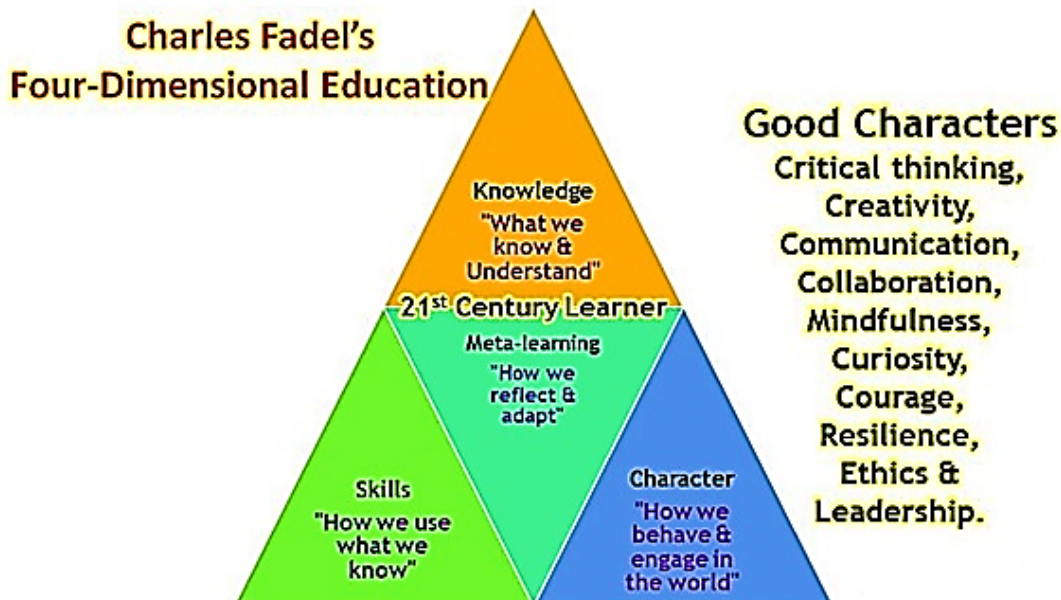 Charles Fadel's
Four-Dimensional Education
Knowledge
"What we
know &
Understand"
21st Century Learner
Meta-learning
"How we
reflect &
adapt"
Skills
"How we use
what we
know"
Character
"How we
behave &
engage in
the world"
Good Characters
Critical thinking,
Creativity,
Communication,
Collaboration,
Mindfulness,
Curiosity,
Courage,
Resilience,
Ethics &
Leadership.